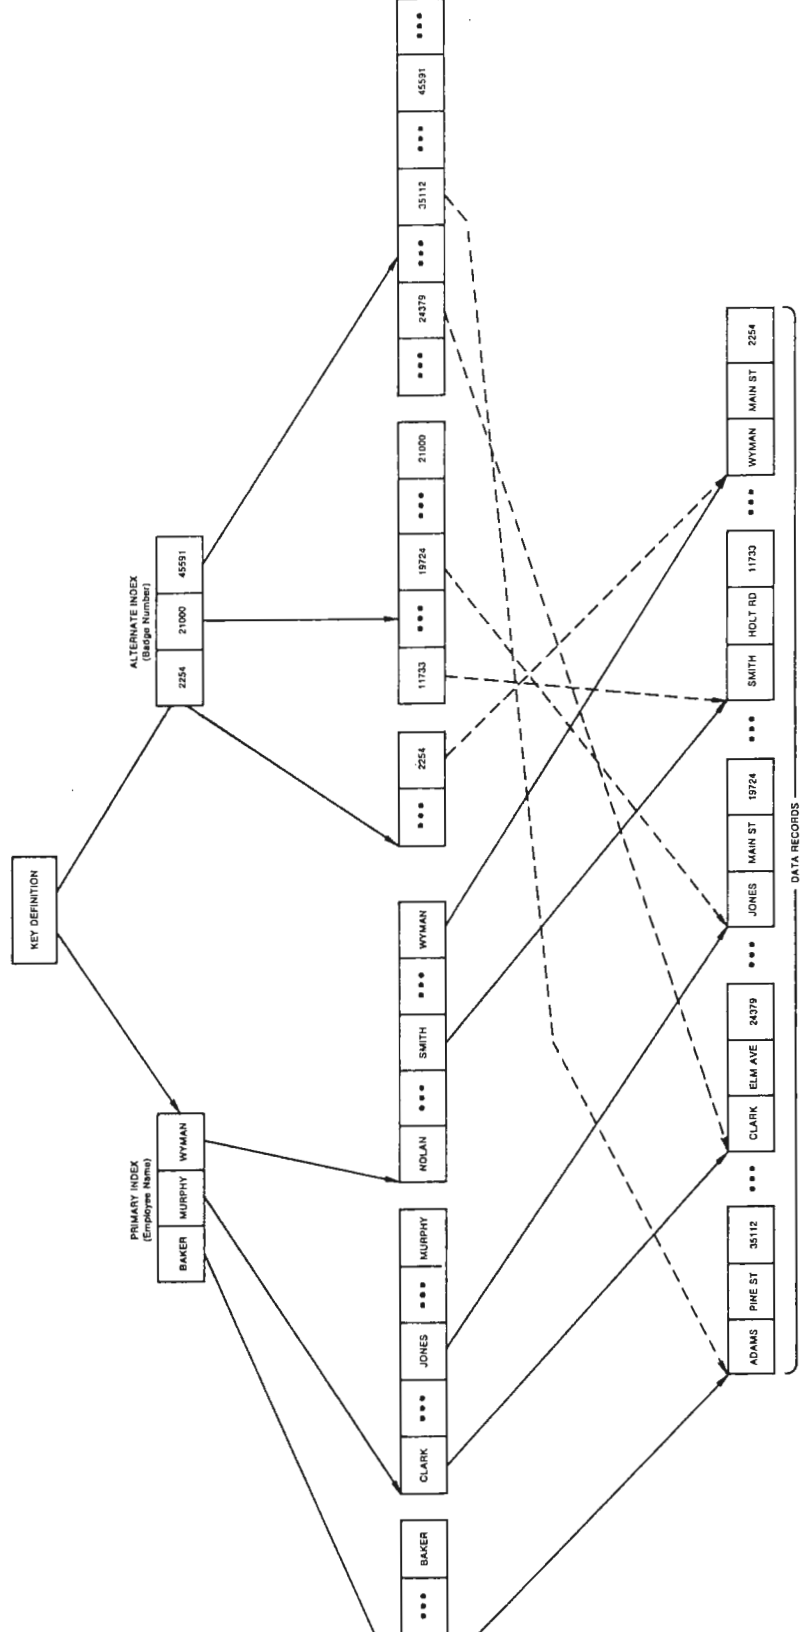 KEY DEFINITION
PRIMARY INDEX
(Employee Name)
BAKER MURPHY WYMAN
ALTERNATE INDEX
(Badge Number)
2254 21000 45591
••• BAKER
CLARK ••• JONES ••• MURPHY
NOLAN ••• SMITH ••• WYMAN
••• 2254
11733 ••• 19724 ••• 21000
••• 24379 ••• 35112 ••• 45591 •••
ADAMS PINE ST 35112 ••• CLARK ELM AVE 24379 ••• JONES MAIN ST 19724 ••• SMITH HOLT RD 11733 ••• WYMAN MAIN ST 2254
DATA RECORDS